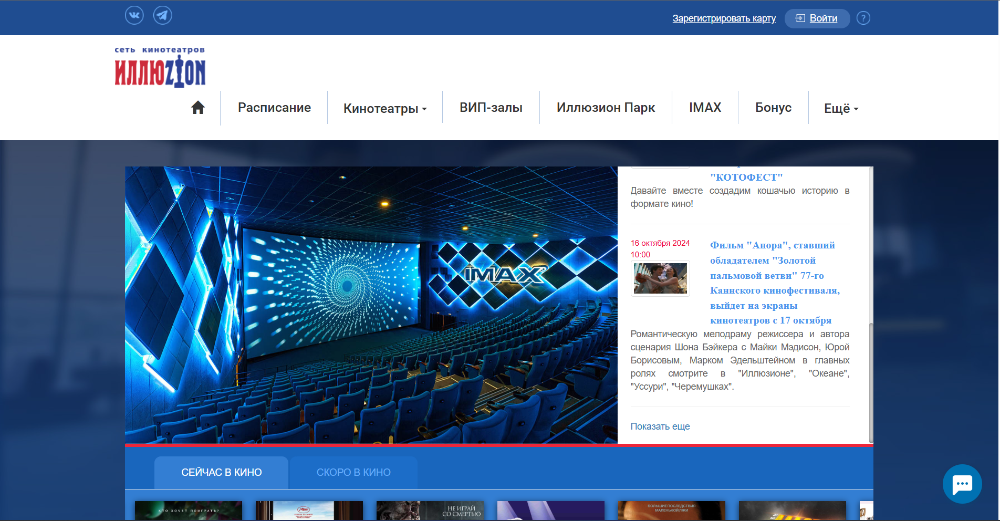 Зарегистрировать карту
Войти
?
сеть кинотеатров
ИЛЛЮZION
Расписание
Кинотеатры
ВИП-залы
Иллюзион Парк
IMAX
Бонус
Ещё
IMAX
"КОТОФЕСТ"
Давайте вместе создадим кошачью историю в
формате кино!
16 октября 2024
10:00
Фильм "Анора", ставший
обладателем "Золотой
пальмовой ветви" 77-го
Каннского кинофестиваля,
выйдет на экраны
кинотеатров с 17 октября
Романтическую мелодраму режиссера и автора
сценария Шона Бэйкера с Майки Мэдисон, Юрой
Борисовым, Марком Эдельштейном в главных
ролях смотрите в "Иллюзионе", "Океане",
"Уссури", "Черемушках".
Показать еще
СЕЙЧАС В КИНО
СКОРО В КИНО
КТО ХОЧЕТ ПОИГРАТЬ?
НЕ ИГРАЙ
СО СМЕРТЬЮ
БОЛЬШИЕ ПОСЛЕДСТВИЯ
МАЛЕНЬКОЙ ЛЖИ